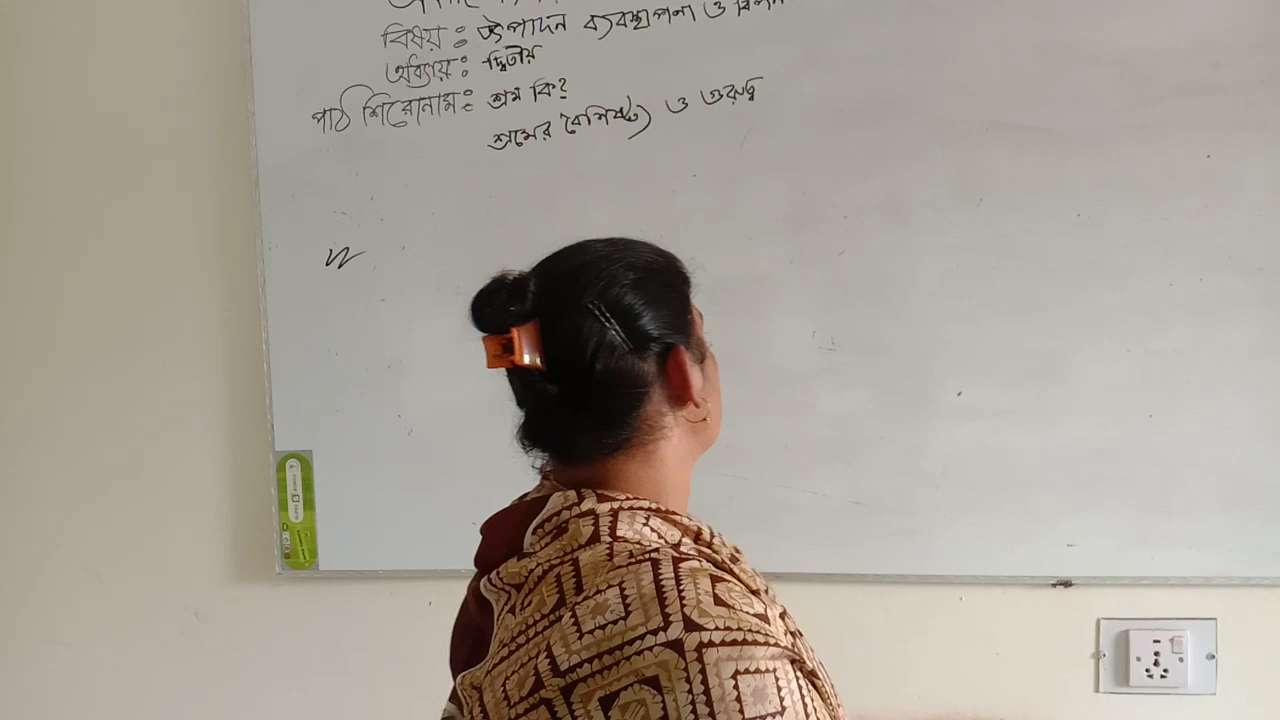 বিষয় : উৎপাদন ব্যবস্থাপনা ও
অধ্যায় : দ্বিতীয়
পাঠ শিরোনাম : শ্রম কি?
শ্রমের বৈশিষ্ট্য ও গুরুত্ব